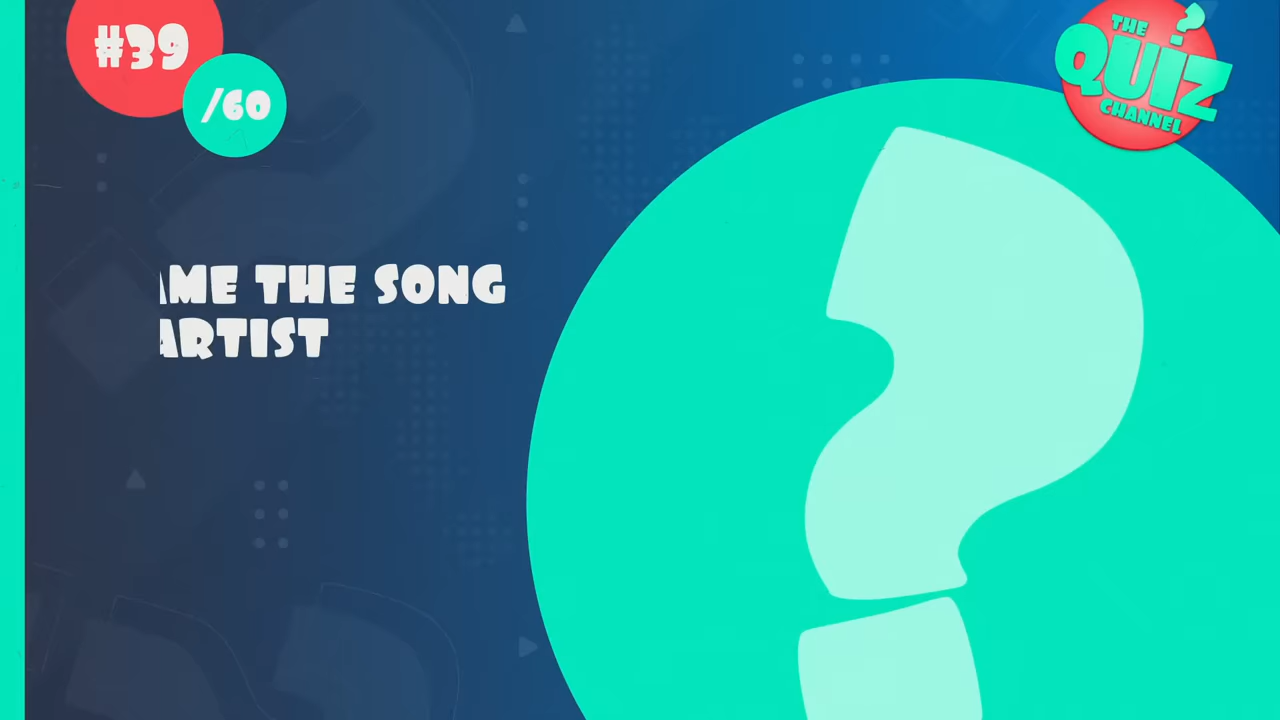 #39
/60
THE
QUIZ
CHANNEL
AME THE SONG
ARTIST